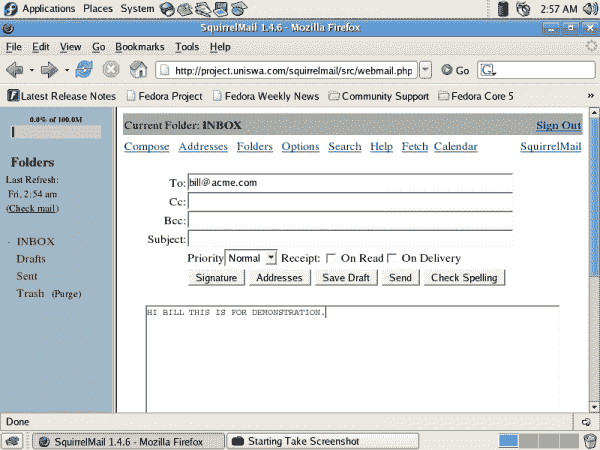 Applications Places System 2:57 AM
SquirrelMail 1.4.6 - Mozilla Firefox
File Edit View Go Bookmarks Tools Help
http://project.uniswa.com/squirrelmail/src/webmail.php Go
Latest Release Notes Fedora Project Fedora Weekly News Community Support Fedora Core 5 »
0.0% of 100.0M
Folders
Last Refresh:
Fri, 2:54 am
(Check mail)
- INBOX
Drafts
Sent
Trash (Purge)
Current Folder: INBOX Sign Out
Compose Addresses Folders Options Search Help Fetch Calendar SquirrelMail
To: bill@acme.com
Cc:
Bcc:
Subject:
Priority Normal Receipt: On Read On Delivery
Signature Addresses Save Draft Send Check Spelling
HI BILL THIS IS FOR DEMONSTRATION.
Done
SquirrelMail 1.4.6 - Mozilla Firefox Starting Take Screenshot